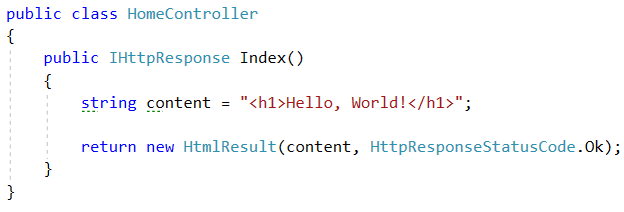 public class HomeController
{
    public IHttpResponse Index()
    {
        string content = "<h1>Hello, World!</h1>";

        return new HtmlResult(content, HttpResponseStatusCode.Ok);
    }
}